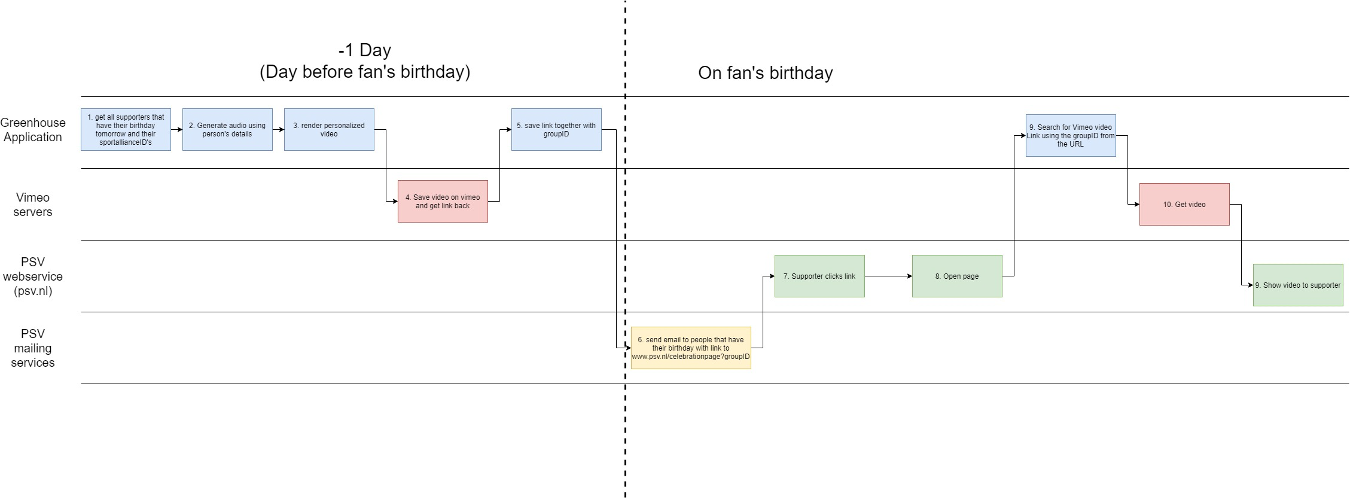 -1 Day
(Day before fan's birthday)
On fan's birthday
Greenhouse
Application
1. get all supporters that
have their birthday
tomorrow and their
sportallianceID's
2. Generate audio using
person's details
3. render personalized
video
5. save link together with
groupID
9. Search for Vimeo video
Link using the groupID from
the URL
Vimeo
servers
4. Save video on vimeo
and get link back
10. Get video
PSV
webservice
(psv.nl)
7. Supporter clicks link
8. Open page
9. Show video to supporter
PSV
mailing
services
6. send email to people that have
their birthday with link to
www.psv.nl/celebrationpage?groupID